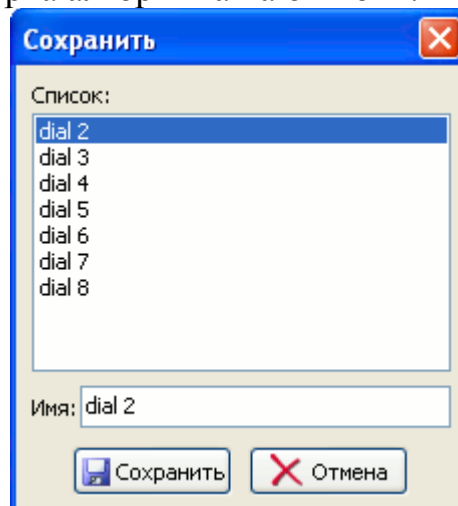 Сохранить
Список:
dial 2
dial 3
dial 4
dial 5
dial 6
dial 7
dial 8
Имя: dial 2
Сохранить Отмена